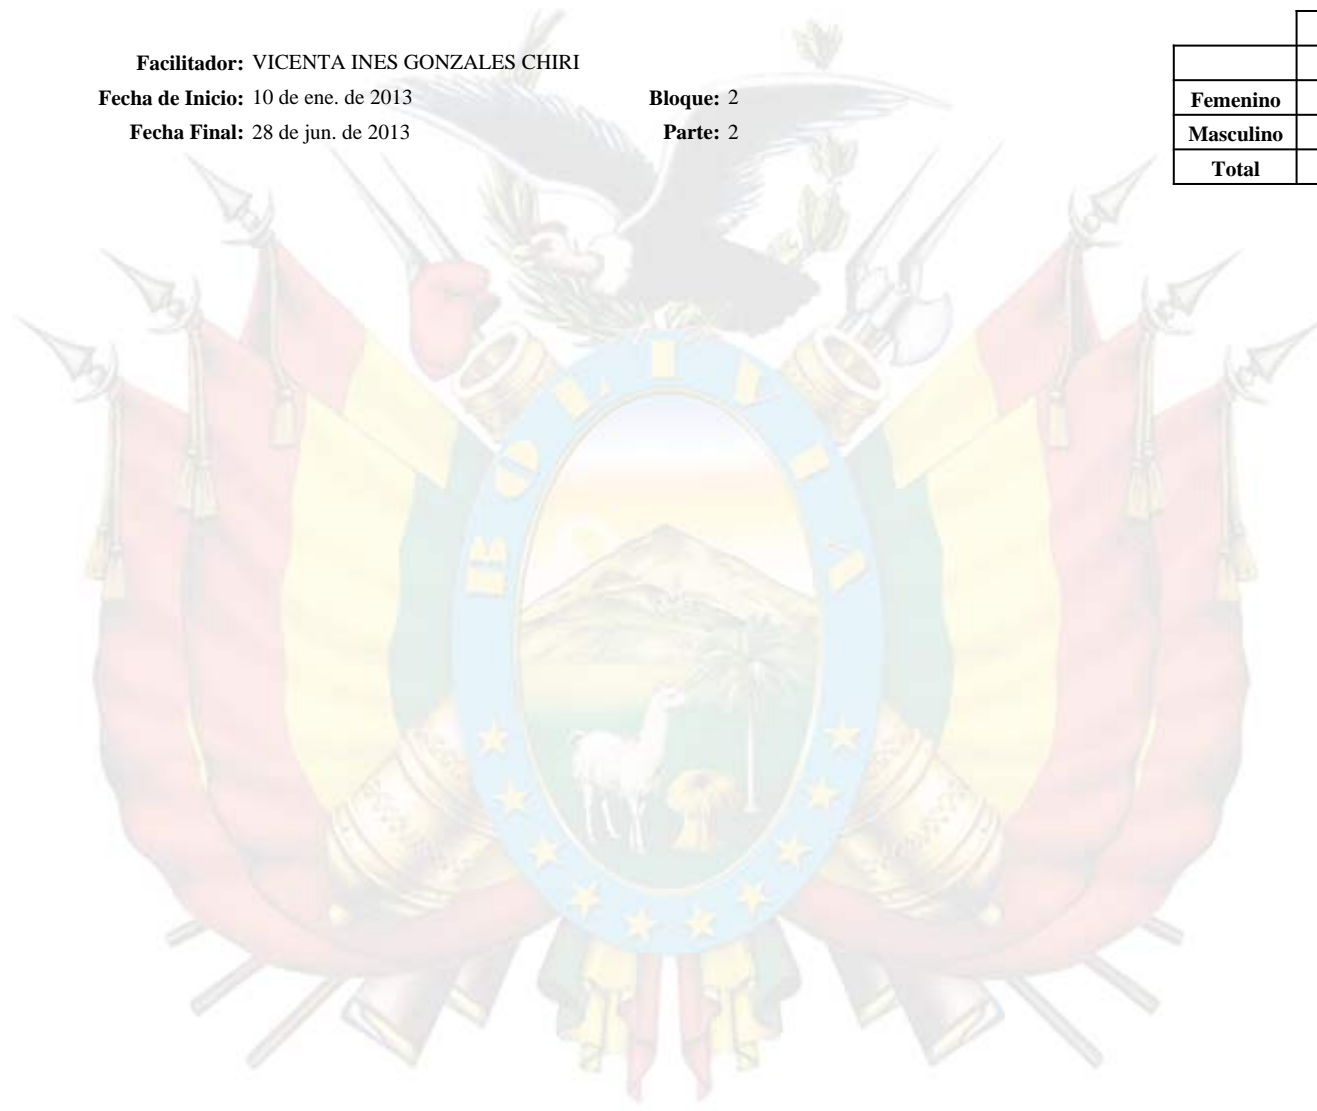 Facilitador: VICENTA INES GONZALES CHIRI
Fecha de Inicio: 10 de ene. de 2013 Bloque: 2
Fecha Final: 28 de jun. de 2013 Parte: 2
Femenino
Masculino
Total
BOLIVIA